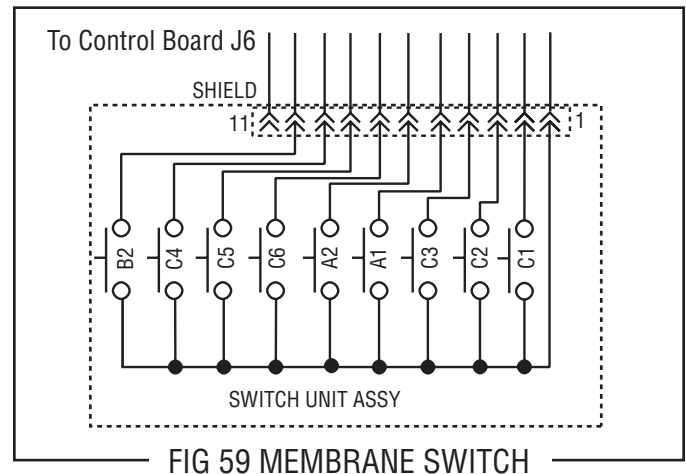 To Control Board J6
SHIELD
11 1
B2 C4 C5 C6 A2 A1 C3 C2 C1
SWITCH UNIT ASSY
FIG 59 MEMBRANE SWITCH